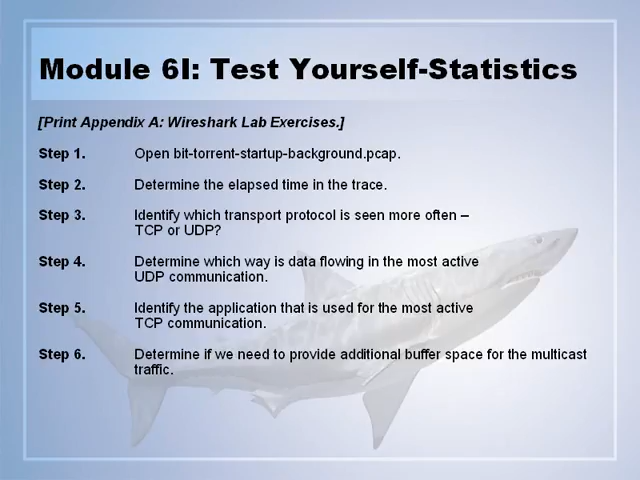 Module 6I: Test Yourself-Statistics
[Print Appendix A: Wireshark Lab Exercises.]
Step 1. Open bit-torrent-startup-background.pcap.
Step 2. Determine the elapsed time in the trace.
Step 3. Identify which transport protocol is seen more often –
TCP or UDP?
Step 4. Determine which way is data flowing in the most active
UDP communication.
Step 5. Identify the application that is used for the most active
TCP communication.
Step 6. Determine if we need to provide additional buffer space for the multicast
traffic.